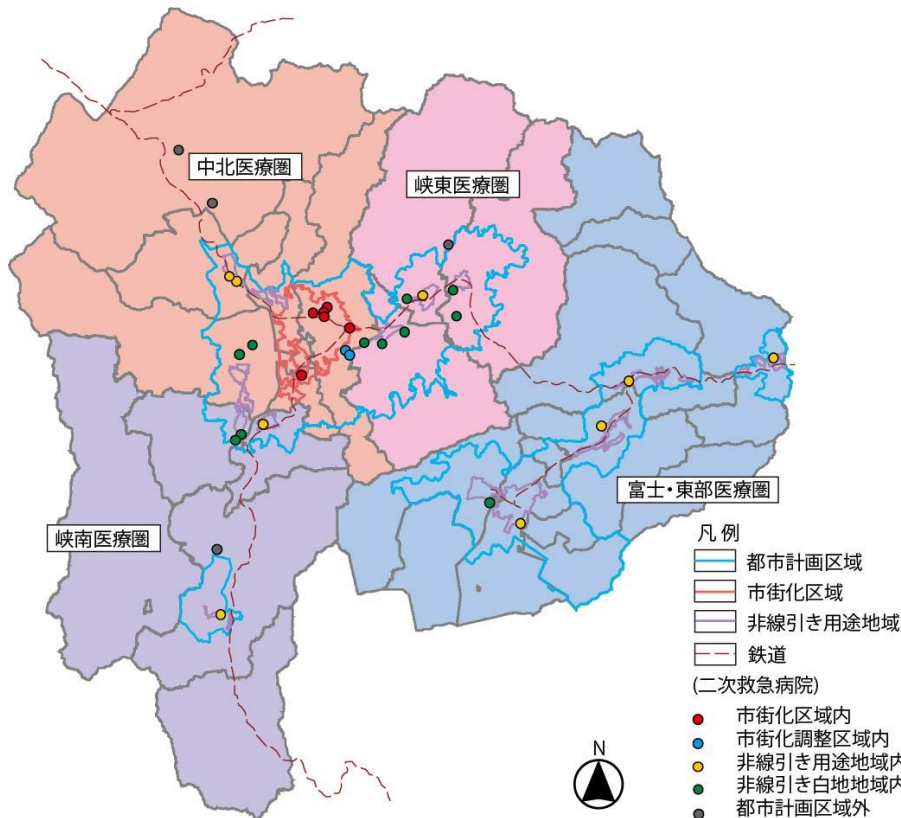 中北医療圏
峡東医療圏
富士・東部医療圏
峡南医療圏
凡 例
都市計画区域
市街化区域
非線引き用途地域
鉄道
(二次救急病院)
市街化区域内
市街化調整区域内
非線引き用途地域内
非線引き白地地域内
都市計画区域外
N